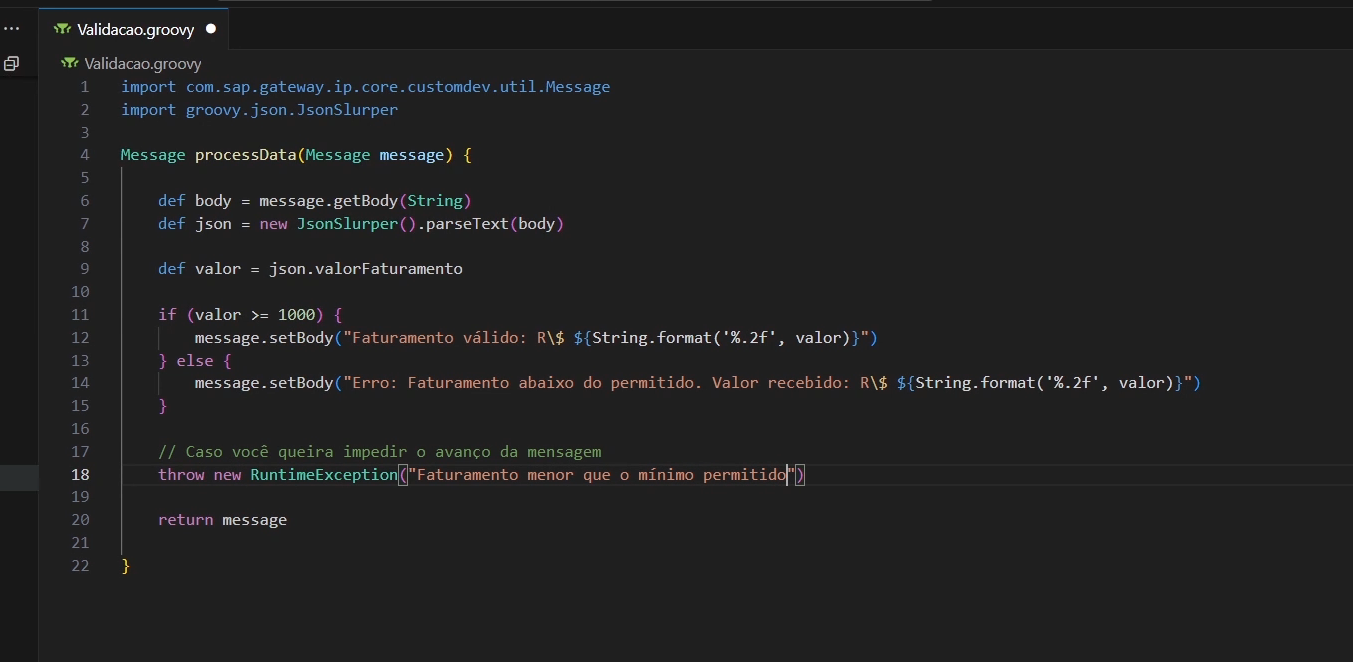 Validacao.groovy
Validacao.groovy
1 import com.sap.gateway.ip.core.customdev.util.Message
2 import groovy.json.JsonSlurper
3
4 Message processData(Message message) {
5
6 def body = message.getBody(String)
7 def json = new JsonSlurper().parseText(body)
8
9 def valor = json.valorFaturamento
10
11 if (valor >= 1000) {
12 message.setBody("Faturamento válido: R\$ ${String.format('%.2f', valor)}")
13 } else {
14 message.setBody("Erro: Faturamento abaixo do permitido. Valor recebido: R\$ ${String.format('%.2f', valor)}")
15 }
16
17 // Caso você queira impedir o avanço da mensagem
18 throw new RuntimeException("Faturamento menor que o mínimo permitido")
19
20 return message
21
22 }